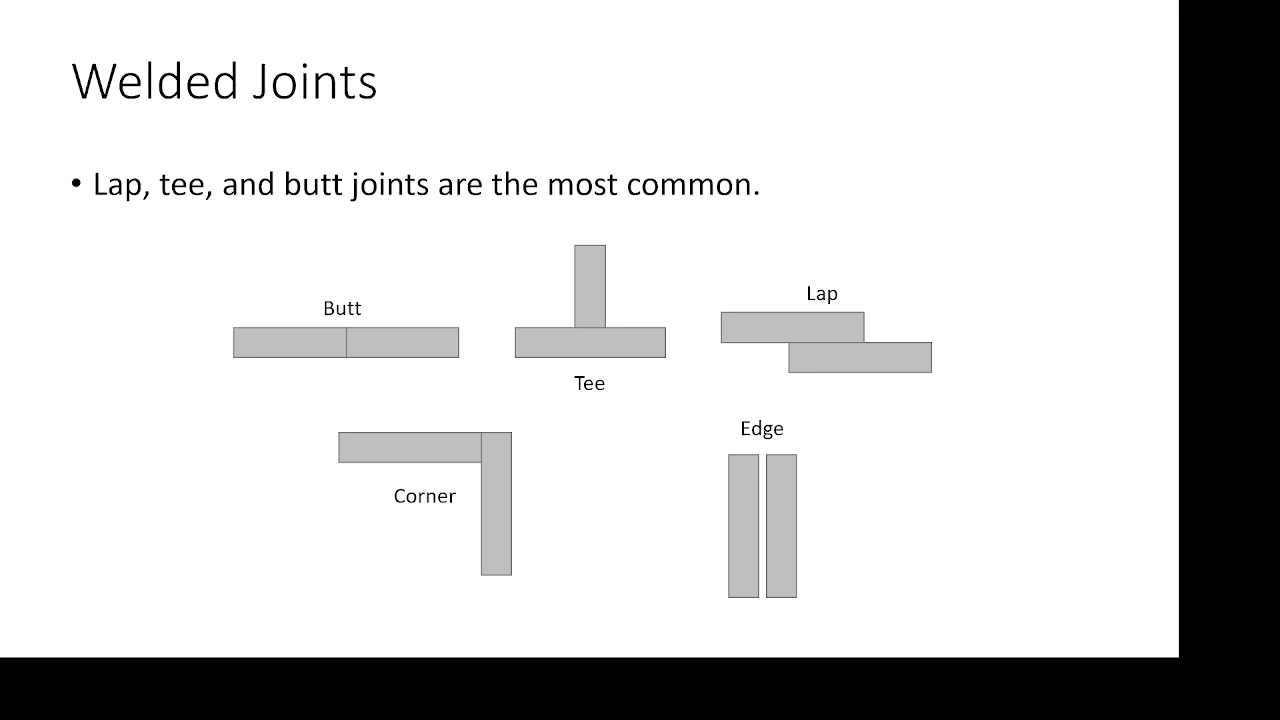 Welded Joints
• Lap, tee, and butt joints are the most common.
Butt
Tee
Lap
Corner
Edge